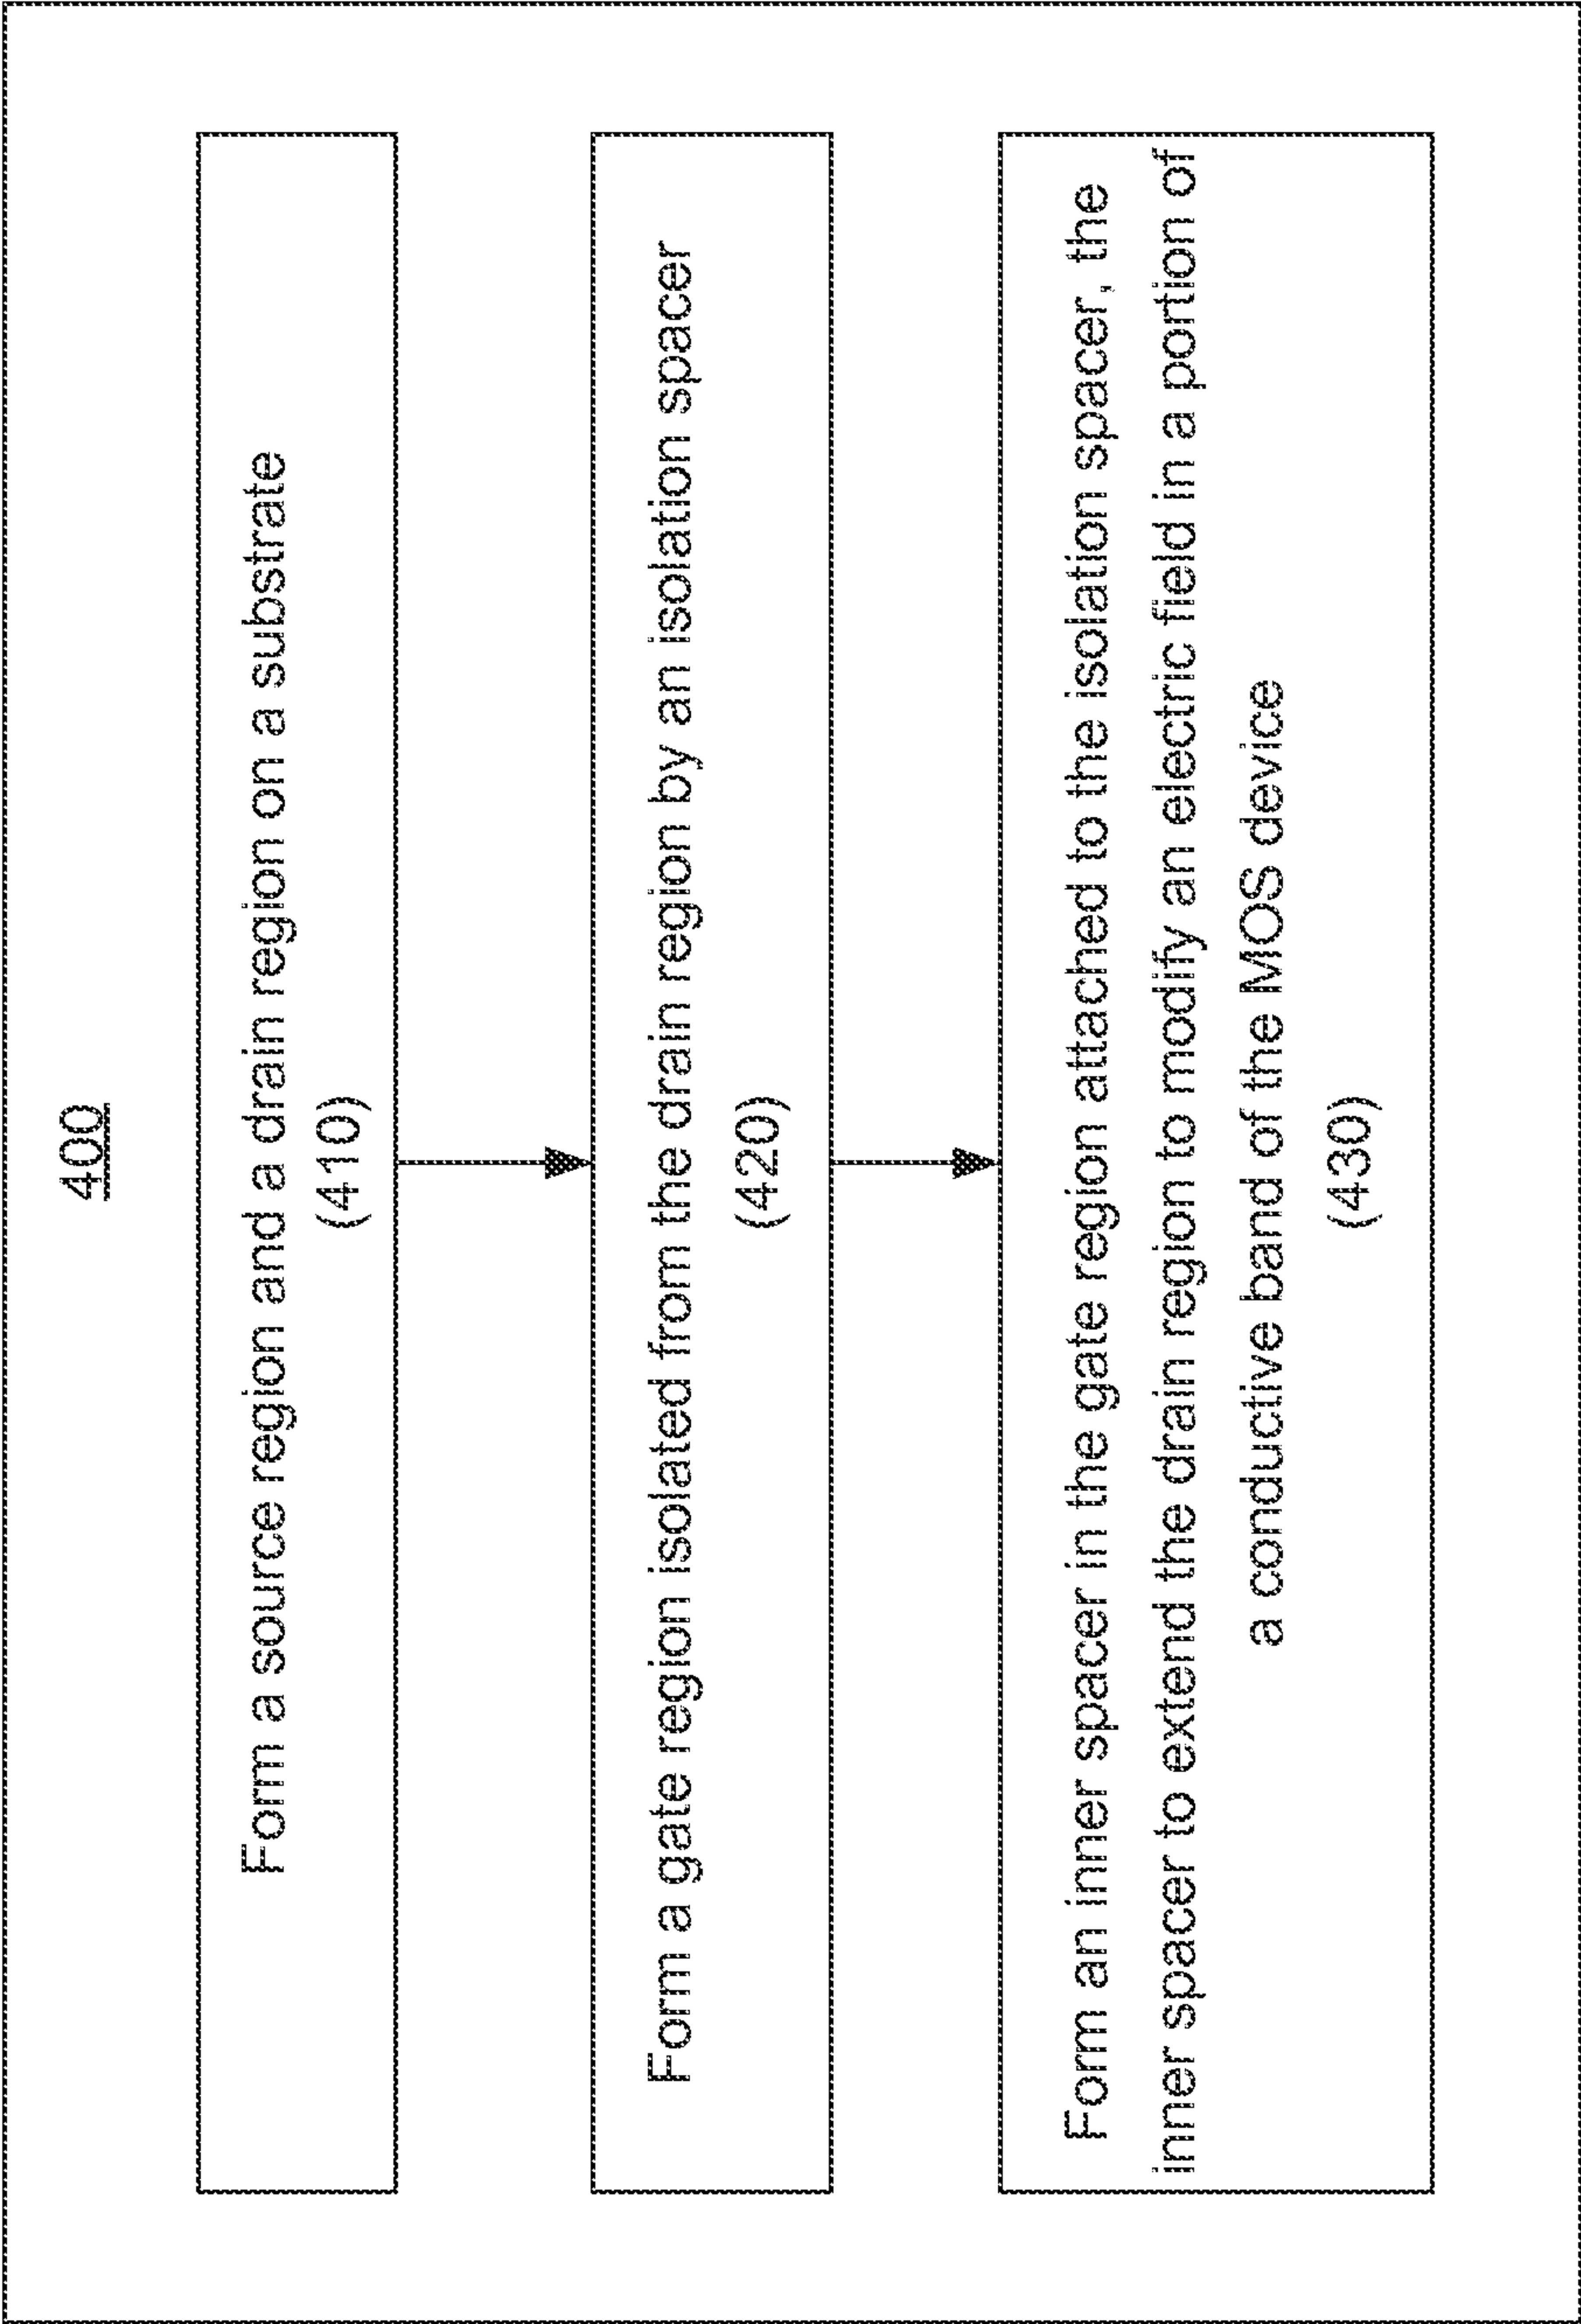 400
Form a source region and a drain region on a substrate
(410)
Form a gate region isolated from the drain region by an isolation spacer
(420)
Form an inner spacer in the gate region attached to the isolation spacer, the
inner spacer to extend the drain region to modify an electric field in a portion of
a conductive band of the MOS device
(430)